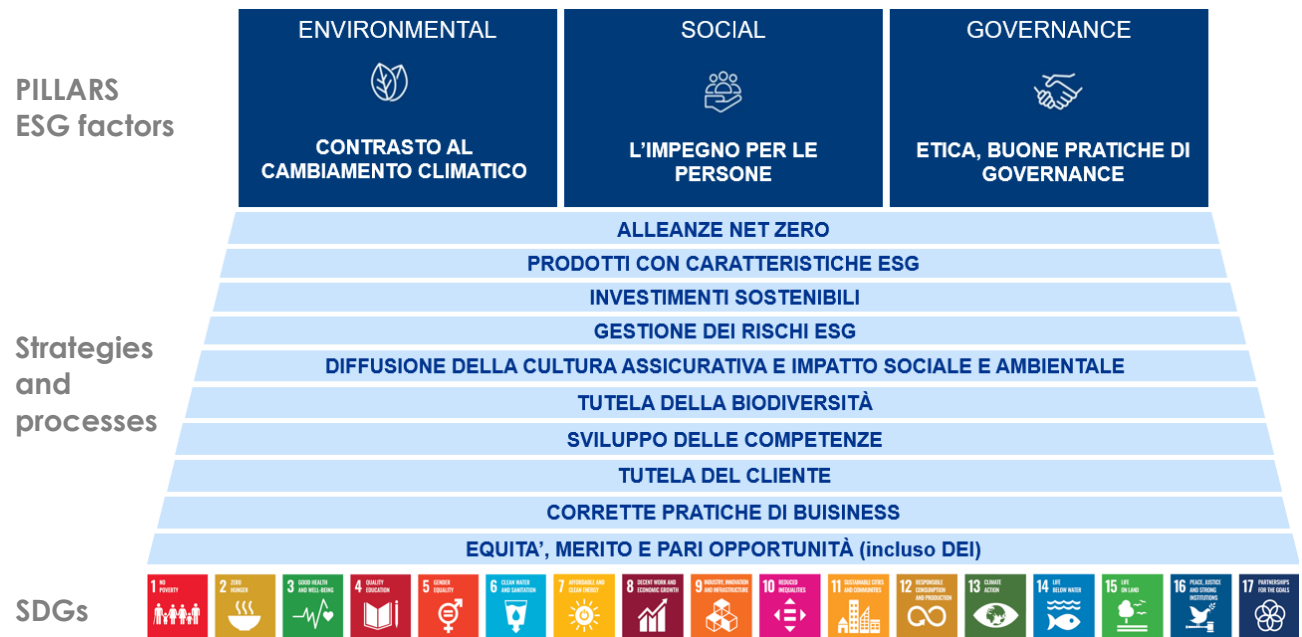 ENVIRONMENTAL
SOCIAL
GOVERNANCE
PILLARS
ESG factors
CONTRASTO AL
CAMBIAMENTO CLIMATICO
L'IMPEGNO PER LE
PERSONE
ETICA, BUONE PRATICHE DI
GOVERNANCE
ALLEANZE NET ZERO
PRODOTTI CON CARATTERISTICHE ESG
INVESTIMENTI SOSTENIBILI
GESTIONE DEI RISCHI ESG
Strategies
and
processes
DIFFUSIONE DELLA CULTURA ASSICURATIVA E IMPATTO SOCIALE E AMBIENTALE
TUTELA DELLA BIODIVERSITÀ
SVILUPPO DELLE COMPETENZE
TUTELA DEL CLIENTE
CORRETTE PRATICHE DI BUISINESS
EQUITA', MERITO E PARI OPPORTUNITÀ (incluso DEI)
SDGs
1 NO
POVERTY
2 ZERO
HUNGER
3 GOOD HEALTH
AND WELL-BEING
4 QUALITY
EDUCATION
5 GENDER
EQUALITY
6 CLEAN WATER
AND SANITATION
7 AFFORDABLE AND
CLEAN ENERGY
8 DECENT WORK AND
ECONOMIC GROWTH
9 INDUSTRY, INNOVATION
AND INFRASTRUCTURE
10 REDUCED
INEQUALITIES
11 SUSTAINABLE CITIES
AND COMMUNITIES
12 RESPONSIBLE
CONSUMPTION
AND PRODUCTION
13 CLIMATE
ACTION
14 LIFE
BELOW WATER
15 LIFE
ON LAND
16 PEACE, JUSTICE
AND STRONG
INSTITUTIONS
17 PARTNERSHIPS
FOR THE GOALS